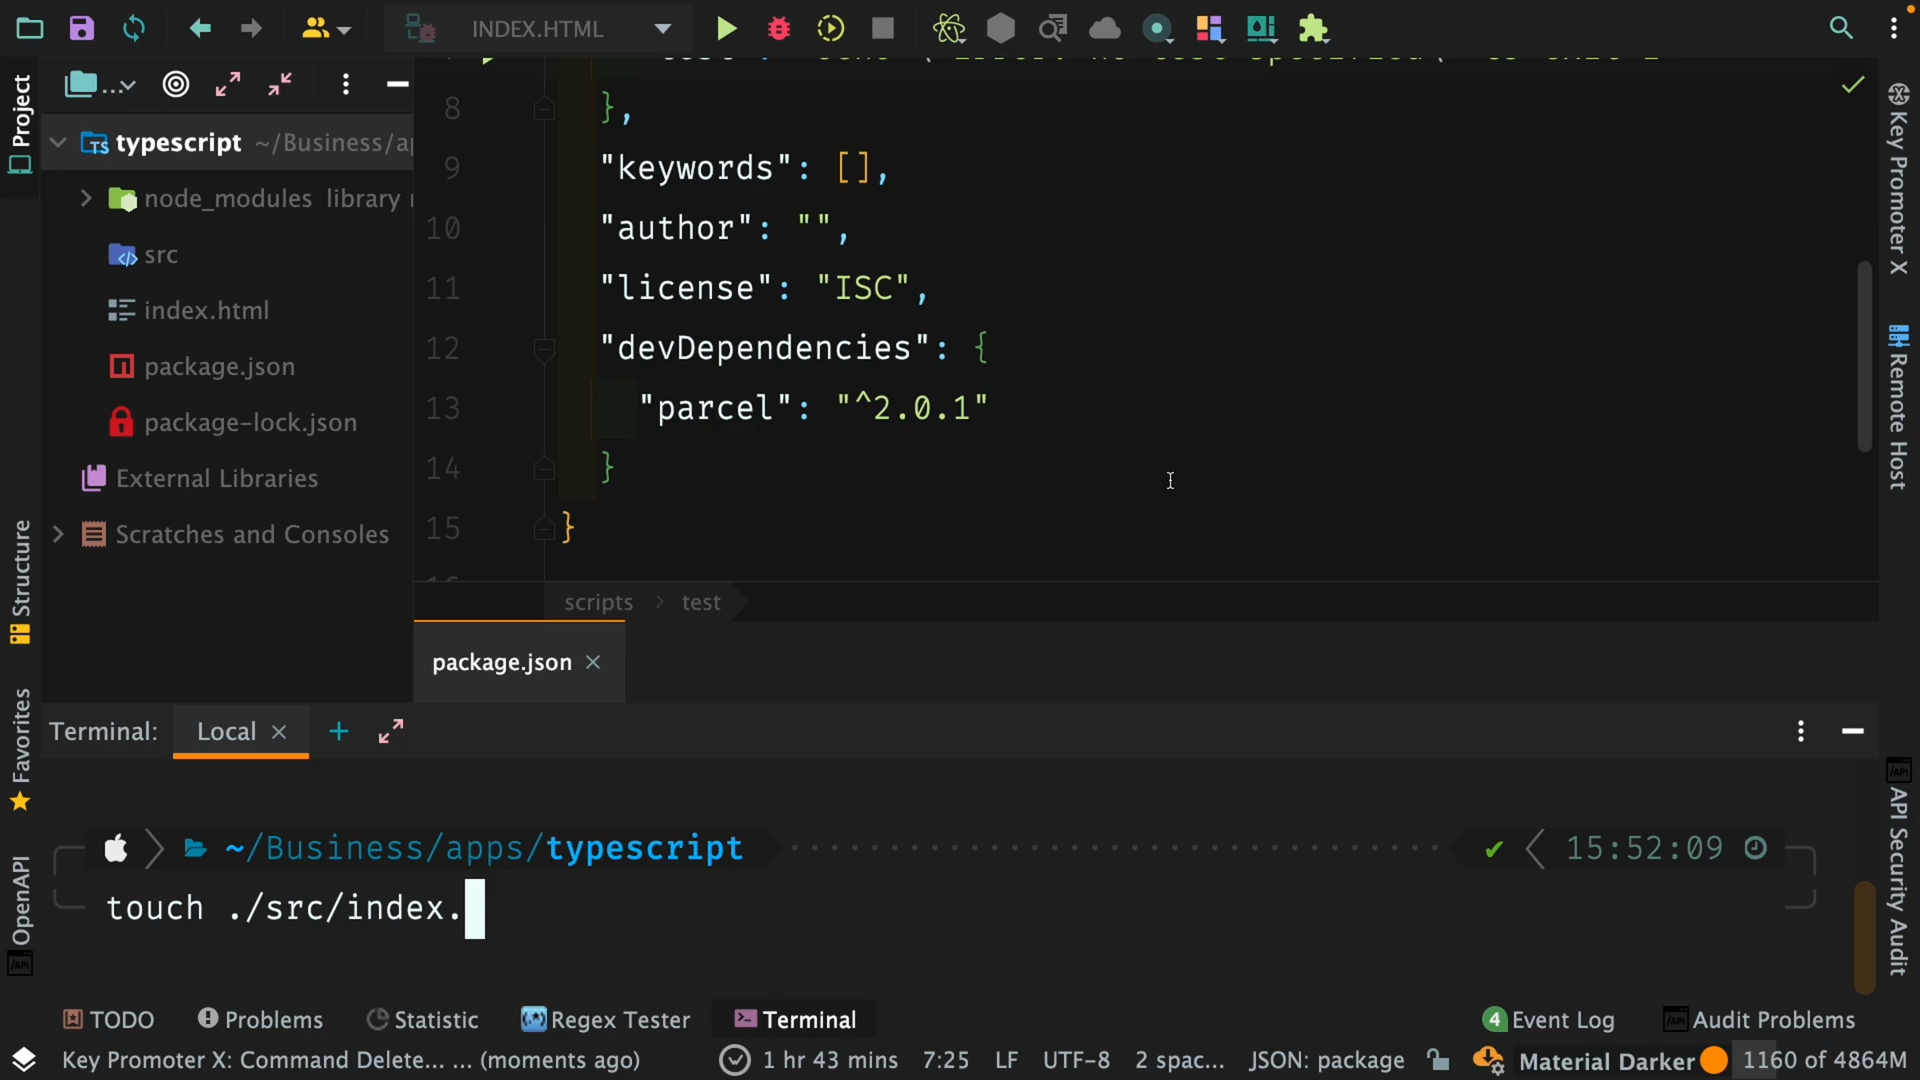 INDEX.HTML
Project
...
typescript ~/Business/a
node_modules library
src
index.html
package.json
package-lock.json
External Libraries
Scratches and Consoles
8 },
9 "keywords": [],
10 "author": "",
11 "license": "ISC",
12 "devDependencies": {
13 "parcel": "^2.0.1"
14 }
15 }
scripts > test
package.json
Structure
Favorites
OpenAPI
Key Promoter X
Remote Host
API Security Audit
Terminal: Local
~/Business/apps/typescript 15:52:09
touch ./src/index.
TODO Problems Statistic Regex Tester Terminal 4 Event Log Audit Problems
Key Promoter X: Command Delete... ... (moments ago) 1 hr 43 mins 7:25 LF UTF-8 2 spac... JSON: package Material Darker 1160 of 4864M